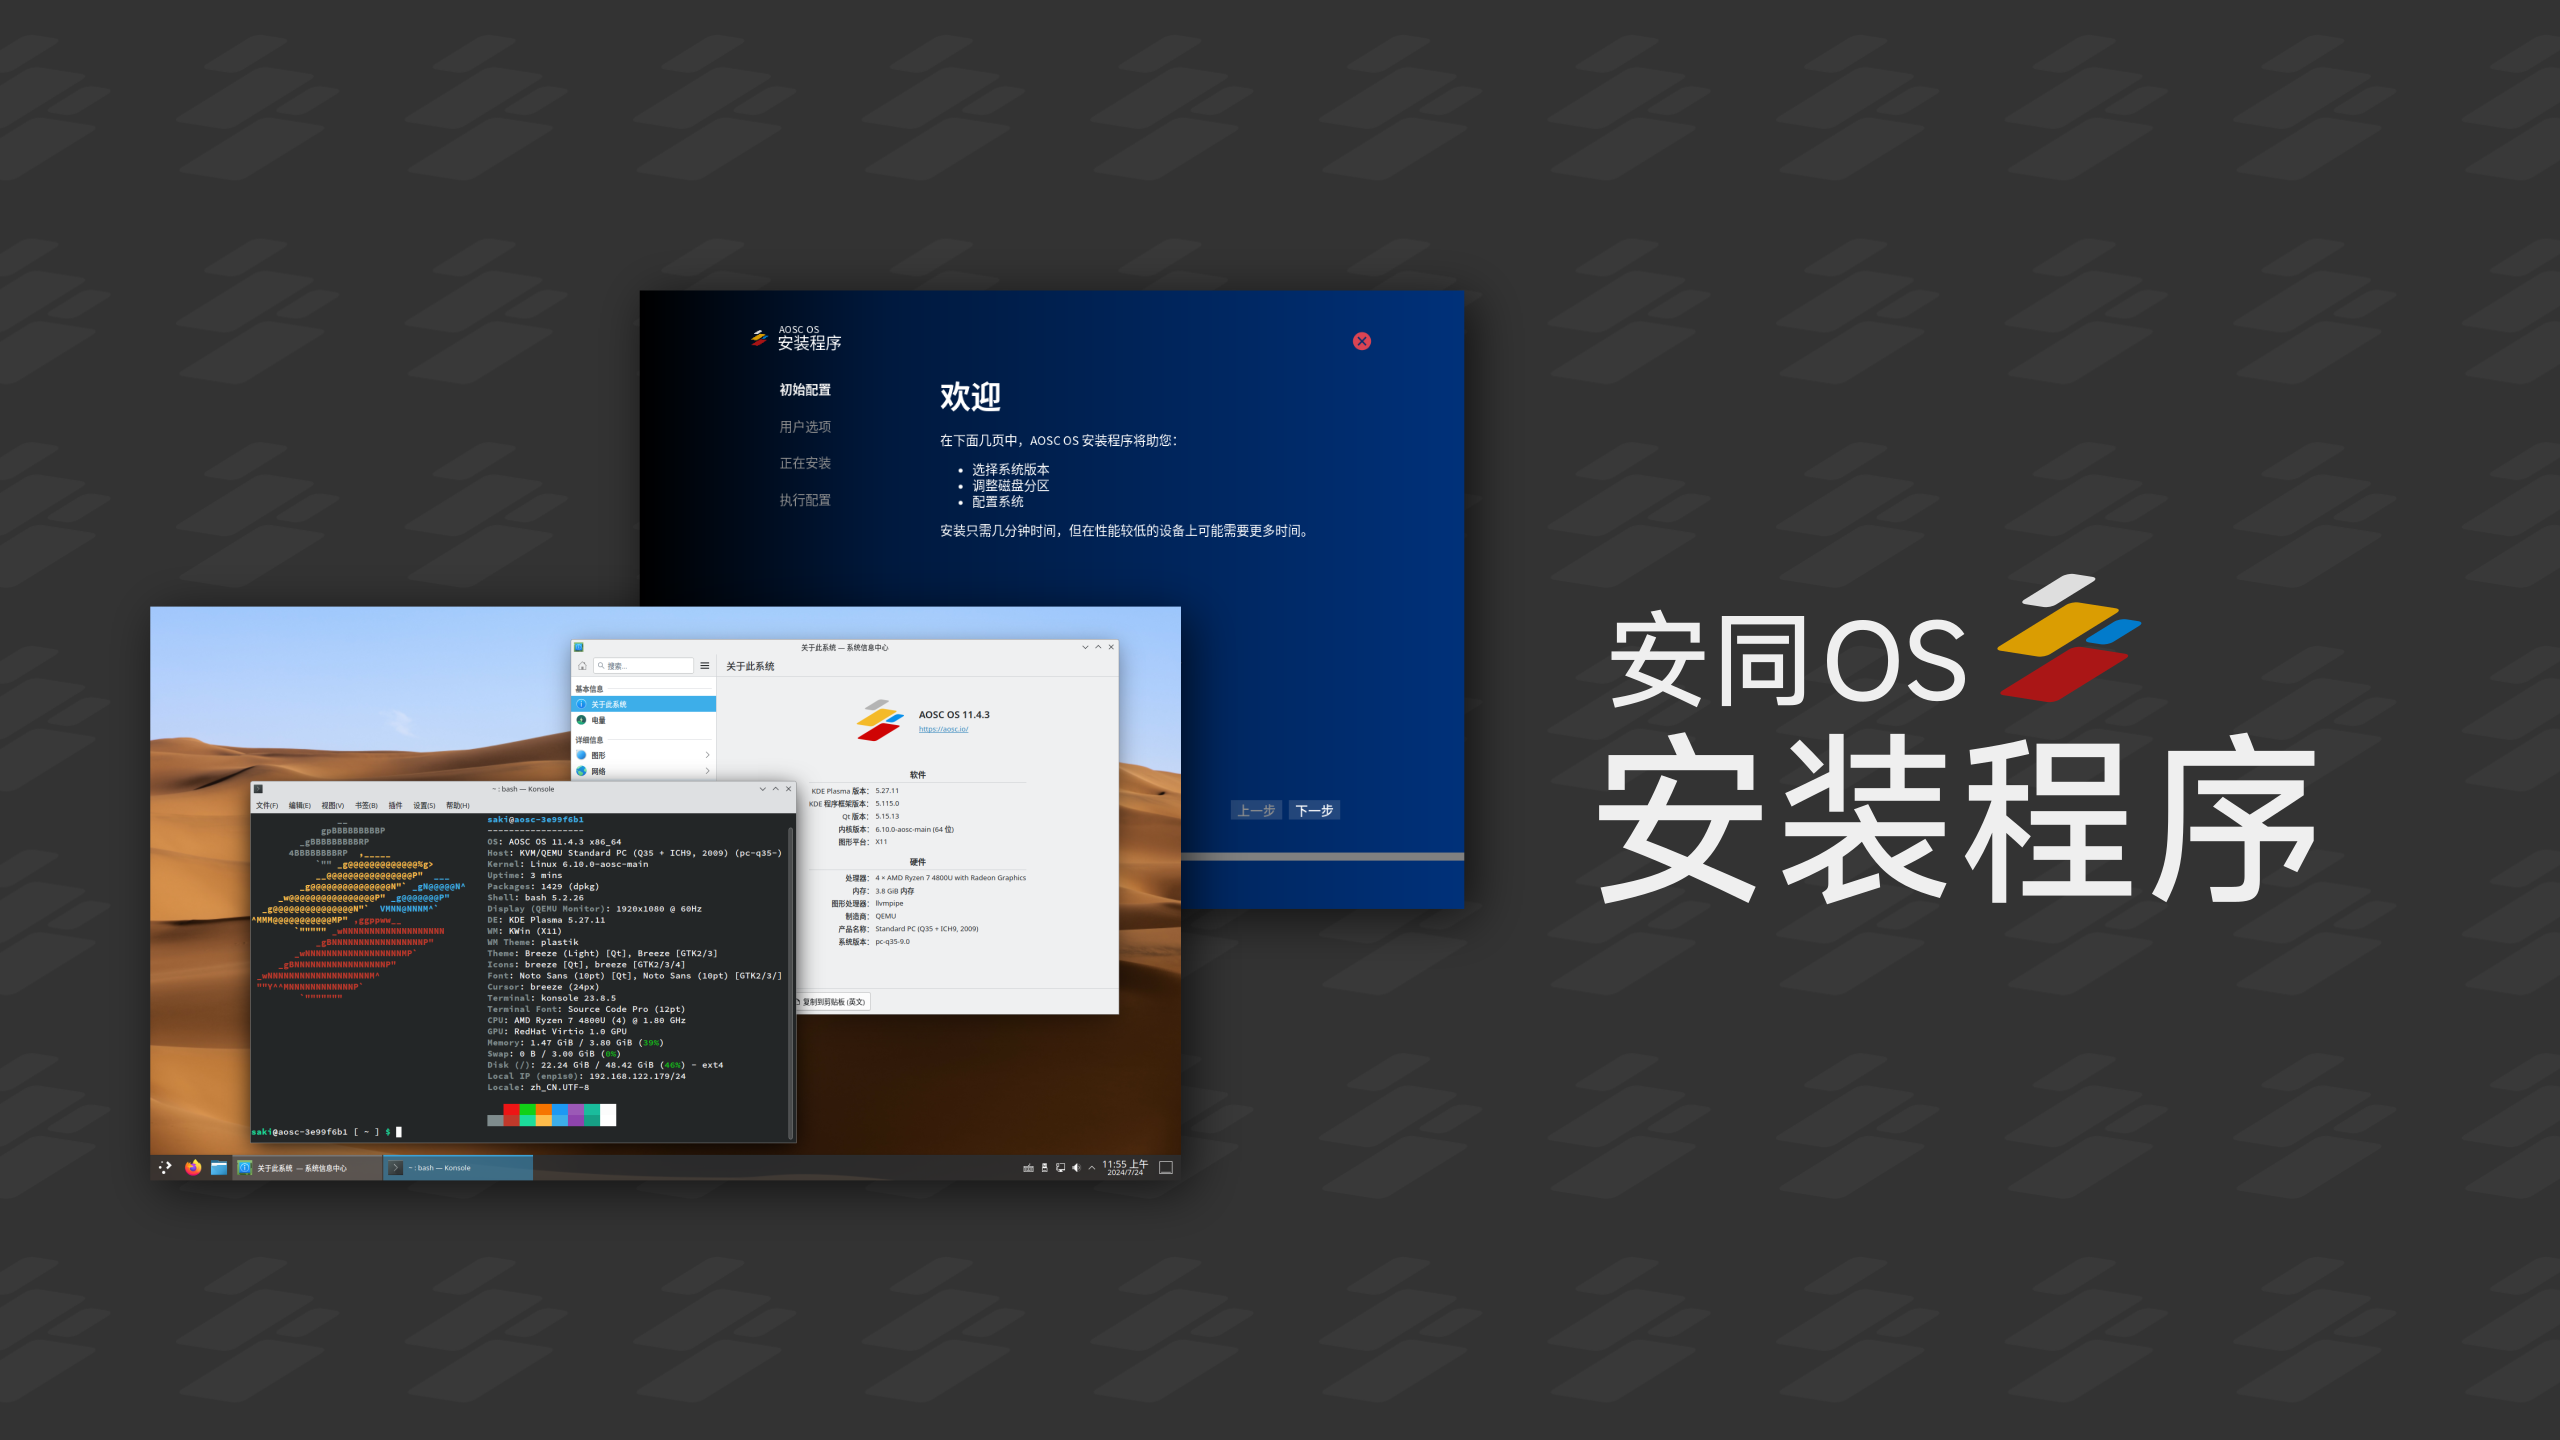 AOSC OS
安装程序
初始配置
用户选项
正在安装
执行配置
欢迎
在下面几页中，AOSC OS 安装程序将助您：
• 选择系统版本
• 调整磁盘分区
• 配置系统
安装只需几分钟时间，但在性能较低的设备上可能需要更多时间。
上一步 下一步
安同OS
安装程序
关于此系统 — 系统信息中心
搜索...
关于此系统
基本信息
关于此系统
电量
详细信息
图形
网络
AOSC OS 11.4.3
https://aosc.io/
软件
KDE Plasma 版本： 5.27.11
KDE 程序框架版本： 5.115.0
Qt 版本： 5.15.13
内核版本： 6.10.0-aosc-main (64 位)
图形平台： X11
硬件
处理器： 4 × AMD Ryzen 7 4800U with Radeon Graphics
内存： 3.8 GiB 内存
图形处理器： llvmpipe
制造商： QEMU
产品名称： Standard PC (Q35 + ICH9, 2009)
系统版本： pc-q35-9.0
复制到剪贴板 (英文)
~ : bash — Konsole
文件(F) 编辑(E) 视图(V) 书签(B) 插件 设置(S) 帮助(H)
saki@aosc-3e99f6b1
------------------
OS: AOSC OS 11.4.3 x86_64
Host: KVM/QEMU Standard PC (Q35 + ICH9, 2009) (pc-q35-)
Kernel: Linux 6.10.0-aosc-main
Uptime: 3 mins
Packages: 1429 (dpkg)
Shell: bash 5.2.26
Display (QEMU Monitor): 1920x1080 @ 60Hz
DE: KDE Plasma 5.27.11
WM: KWin (X11)
WM Theme: plastik
Theme: Breeze (Light) [Qt], Breeze [GTK2/3]
Icons: breeze [Qt], breeze [GTK2/3/4]
Font: Noto Sans (10pt) [Qt], Noto Sans (10pt) [GTK2/3/]
Cursor: breeze (24px)
Terminal: konsole 23.8.5
Terminal Font: Source Code Pro (12pt)
CPU: AMD Ryzen 7 4800U (4) @ 1.80 GHz
GPU: RedHat Virtio 1.0 GPU
Memory: 1.47 GiB / 3.80 GiB (39%)
Swap: 0 B / 3.00 GiB (0%)
Disk (/): 22.24 GiB / 48.42 GiB (46%) - ext4
Local IP (enp1s0): 192.168.122.179/24
Locale: zh_CN.UTF-8
saki@aosc-3e99f6b1 [ ~ ] $
关于此系统 — 系统信息中心
~ : bash — Konsole
11:55 上午
2024/7/24